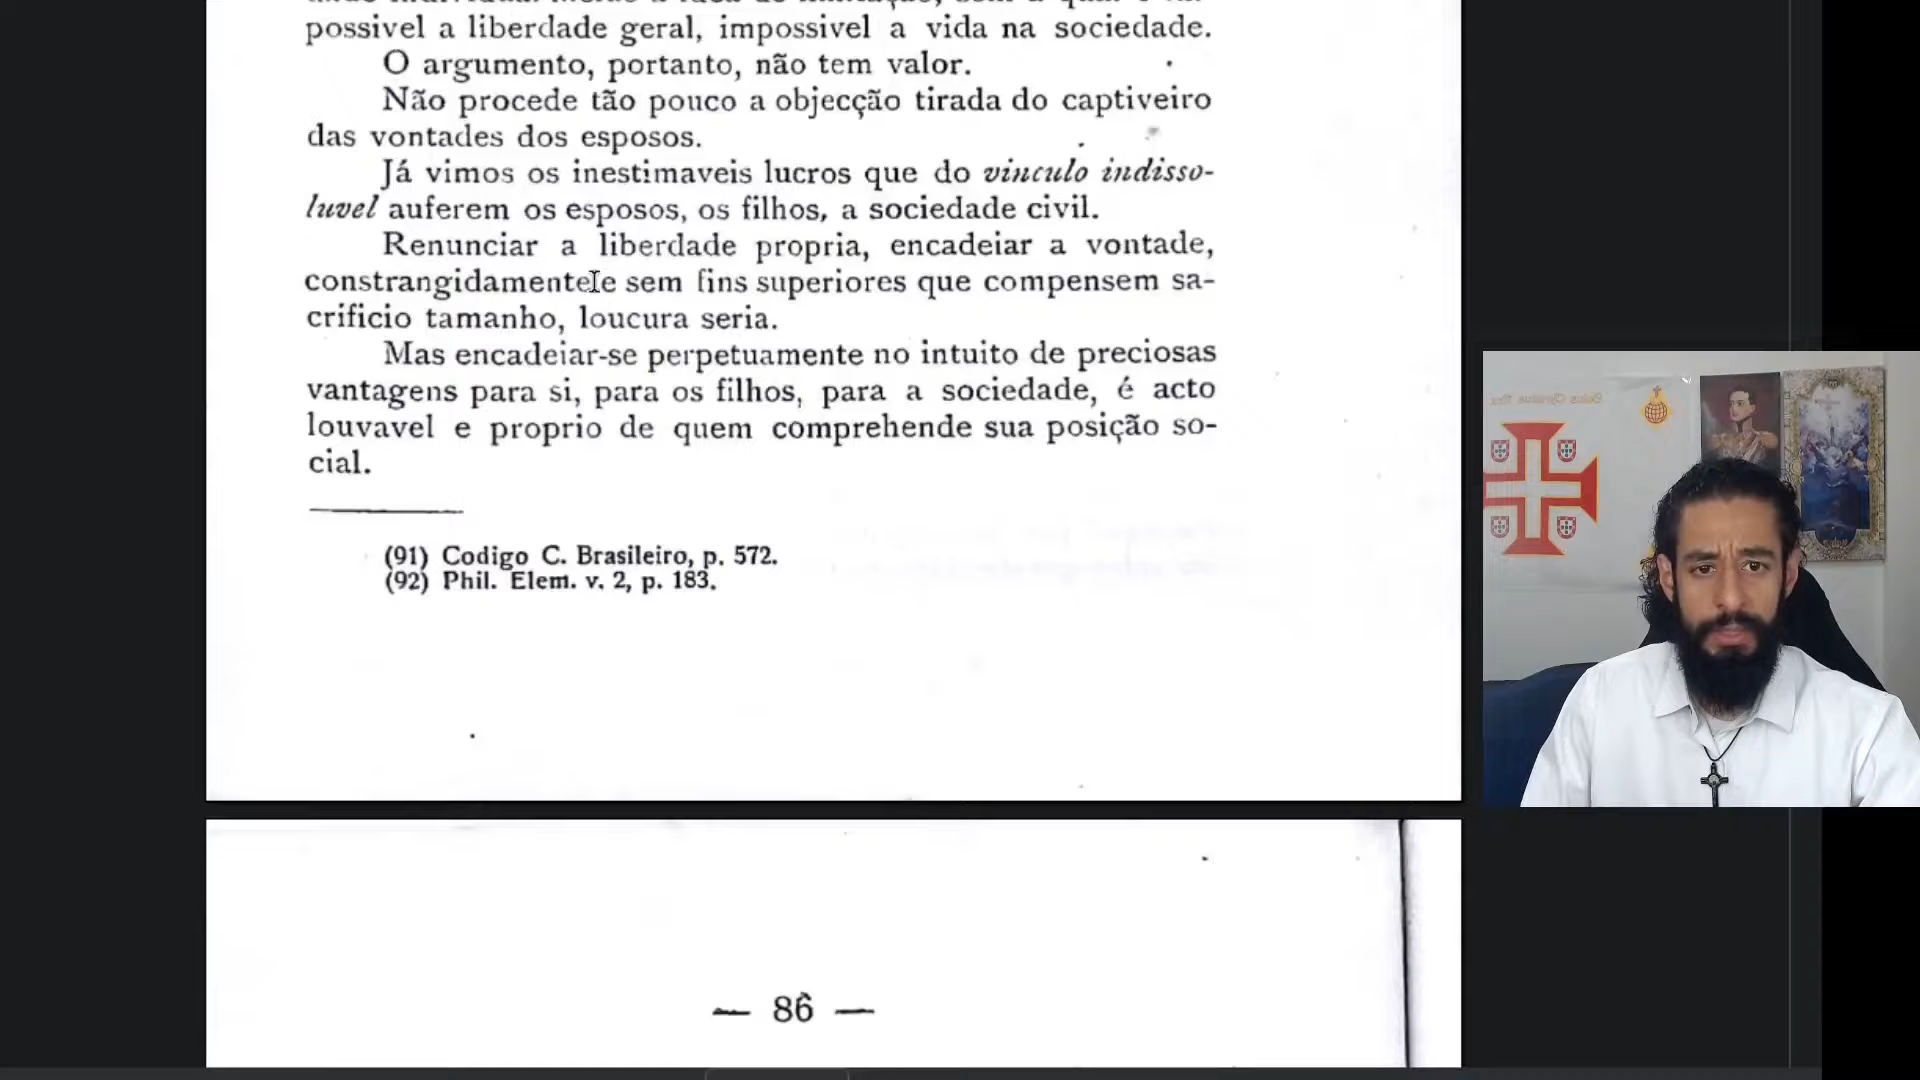 possivel a liberdade geral, impossivel a vida na sociedade.
O argumento, portanto, não tem valor.
Não procede tão pouco a objecção tirada do captiveiro
das vontades dos esposos.
Já vimos os inestimaveis lucros que do vinculo indisso-
luvel auferem os esposos, os filhos, a sociedade civil.
Renunciar a liberdade propria, encadeiar a vontade,
constrangidamente e sem fins superiores que compensem sa-
crificio tamanho, loucura seria.
Mas encadeiar-se perpetuamente no intuito de preciosas
vantagens para si, para os filhos, para a sociedade, é acto
louvavel e proprio de quem comprehende sua posição so-
cial.
(91) Codigo C. Brasileiro, p. 572.
(92) Phil. Elem. v. 2, p. 183.
— 86 —